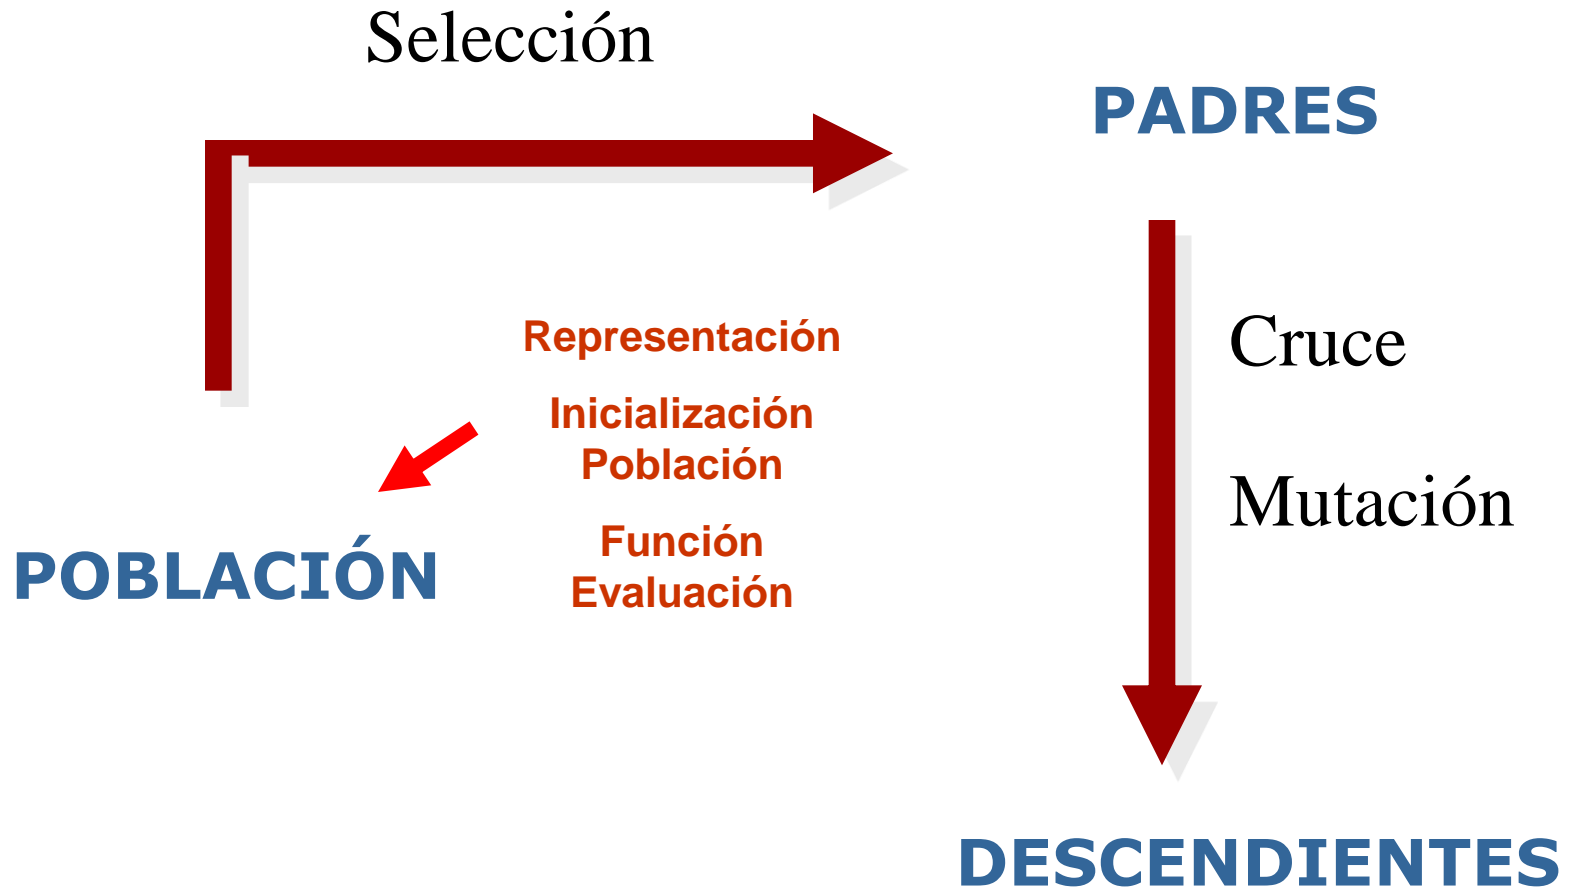 Selección
PADRES
Representación
Cruce
Inicialización
Población
Mutación
Función
POBLACIÓN
Evaluación
DESCENDIENTES